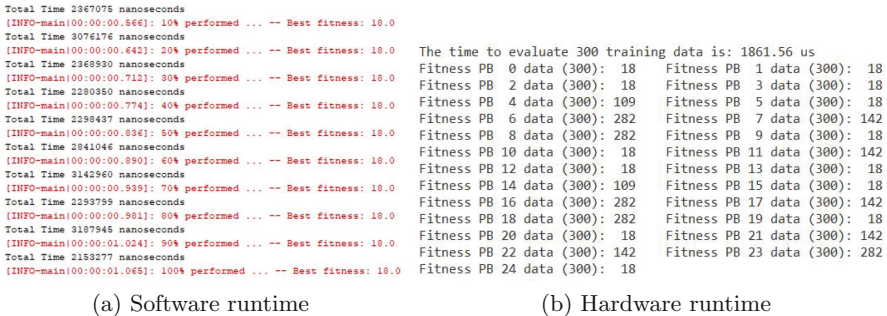 Total Time 2367075 nanoseconds
[INFO-main|00:00:00.566]: 10% performed ... -- Best fitness: 18.0
Total Time 3076176 nanoseconds
[INFO-main|00:00:00.642]: 20% performed ... -- Best fitness: 18.0
Total Time 2368930 nanoseconds
[INFO-main|00:00:00.712]: 30% performed ... -- Best fitness: 18.0
Total Time 2280350 nanoseconds
[INFO-main|00:00:00.774]: 40% performed ... -- Best fitness: 18.0
Total Time 2298437 nanoseconds
[INFO-main|00:00:00.836]: 50% performed ... -- Best fitness: 18.0
Total Time 2841046 nanoseconds
[INFO-main|00:00:00.890]: 60% performed ... -- Best fitness: 18.0
Total Time 3142960 nanoseconds
[INFO-main|00:00:00.939]: 70% performed ... -- Best fitness: 18.0
Total Time 2293799 nanoseconds
[INFO-main|00:00:00.981]: 80% performed ... -- Best fitness: 18.0
Total Time 3187945 nanoseconds
[INFO-main|00:00:01.024]: 90% performed ... -- Best fitness: 18.0
Total Time 2153277 nanoseconds
[INFO-main|00:00:01.065]: 100% performed ... -- Best fitness: 18.0
(a) Software runtime
The time to evaluate 300 training data is: 1861.56 us
Fitness PB 0 data (300): 18 Fitness PB 1 data (300): 18
Fitness PB 2 data (300): 18 Fitness PB 3 data (300): 18
Fitness PB 4 data (300): 109 Fitness PB 5 data (300): 18
Fitness PB 6 data (300): 282 Fitness PB 7 data (300): 142
Fitness PB 8 data (300): 282 Fitness PB 9 data (300): 18
Fitness PB 10 data (300): 18 Fitness PB 11 data (300): 142
Fitness PB 12 data (300): 18 Fitness PB 13 data (300): 18
Fitness PB 14 data (300): 109 Fitness PB 15 data (300): 18
Fitness PB 16 data (300): 282 Fitness PB 17 data (300): 142
Fitness PB 18 data (300): 282 Fitness PB 19 data (300): 18
Fitness PB 20 data (300): 18 Fitness PB 21 data (300): 142
Fitness PB 22 data (300): 142 Fitness PB 23 data (300): 282
Fitness PB 24 data (300): 18
(b) Hardware runtime